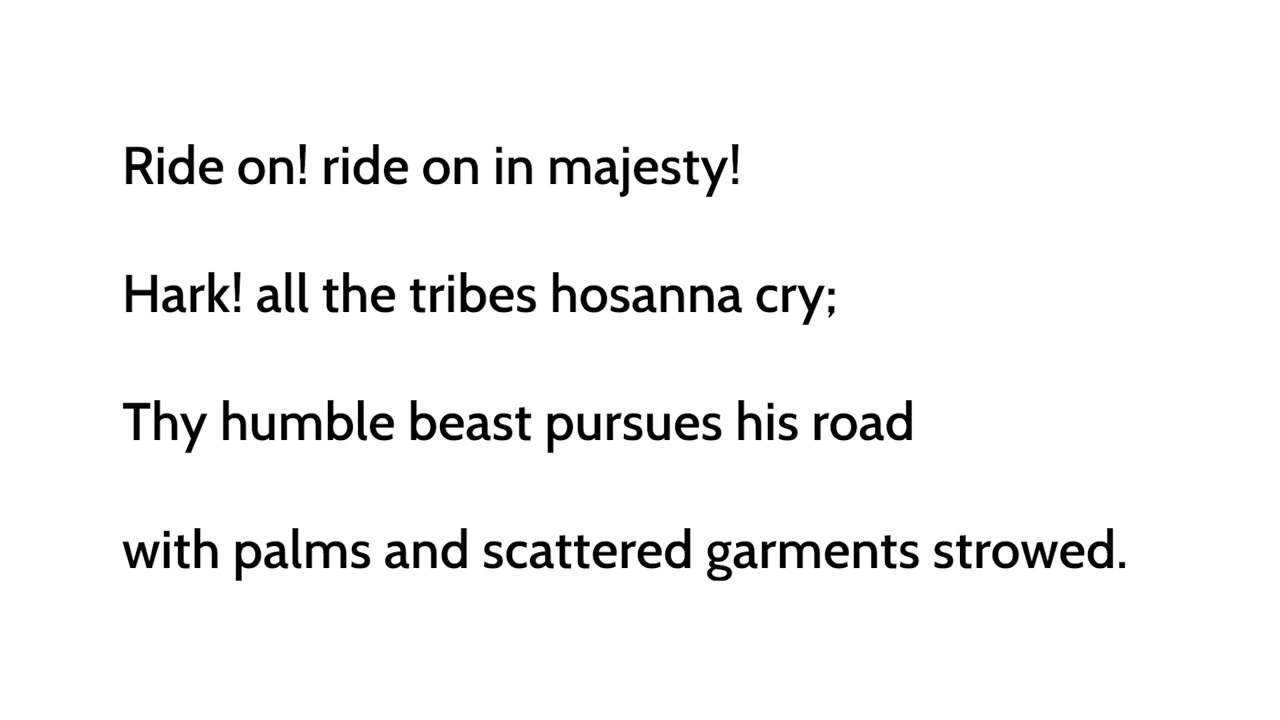 Ride on! ride on in majesty!
Hark! all the tribes hosanna cry;
Thy humble beast pursues his road
with palms and scattered garments strowed.